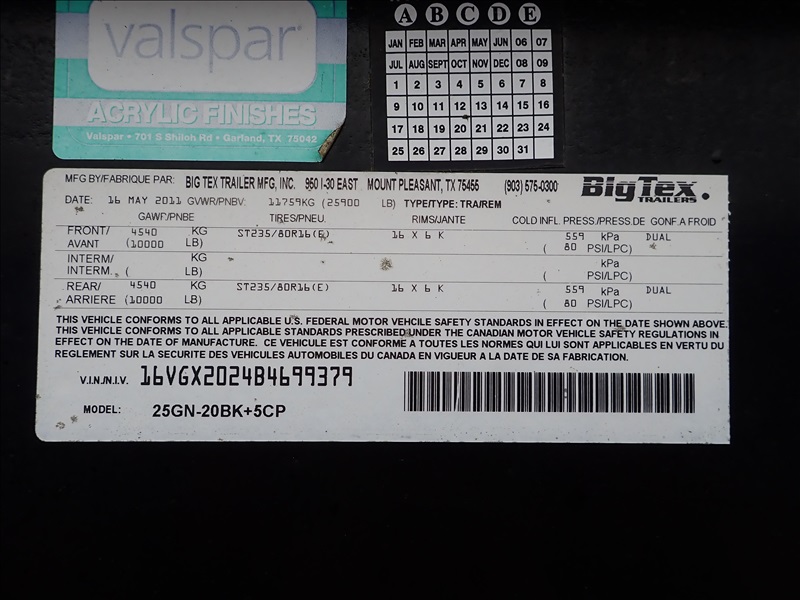 valspar
ACRYLIC FINISHES
Valspar • 701 S Shiloh Rd • Garland, TX 75042
A B C D E
JAN FEB MAR APR MAY JUN 06 07
JUL AUG SEPT OCT NOV DEC 08 09
1 2 3 4 5 6 7 8
9 10 11 12 13 14 15 16
17 18 19 20 21 22 23 24
25 26 27 28 29 30 31
MFG BY/FABRIQUE PAR: BIG TEX TRAILER MFG, INC. 950 I-30 EAST MOUNT PLEASANT, TX 75455 (903) 575-0300 BigTex TRAILERS
DATE: 16 MAY 2011 GVWR/PNBV: 11759KG (25900 LB) TYPE/TYPE: TRA/REM
GAWR/PNBE TIRES/PNEU. RIMS/JANTE COLD INFL. PRESS./PRESS.DE GONF.A FROID
FRONT/ 4540 KG ST235/80R16(E) 16 X 6 K 559 kPa DUAL
AVANT (10000 LB) ( 80 PSI/LPC)
INTERM/ KG kPa
INTERM. ( LB) ( PSI/LPC)
REAR/ 4540 KG ST235/80R16(E) 16 X 6 K 559 kPa DUAL
ARRIERE (10000 LB) ( 80 PSI/LPC)
THIS VEHICLE CONFORMS TO ALL APPLICABLE U.S. FEDERAL MOTOR VEHCILE SAFETY STANDARDS IN EFFECT ON THE DATE SHOWN ABOVE.
THIS VEHICLE CONFORMS TO ALL APPLICABLE STANDARDS PRESCRIBED UNDER THE CANADIAN MOTOR VEHICLE SAFETY REGULATIONS IN
EFFECT ON THE DATE OF MANUFACTURE. CE VEHICULE EST CONFORME A TOUTES LES NORMES QUI LUI SONT APPLICABLES EN VERTU DU
REGLEMENT SUR LA SECURITE DES VEHICULES AUTOMOBILES DU CANADA EN VIGUEUR A LA DATE DE SA FABRICATION.
V.I.N./N.I.V. 16VGX2024B4699379
MODEL: 25GN-20BK+5CP